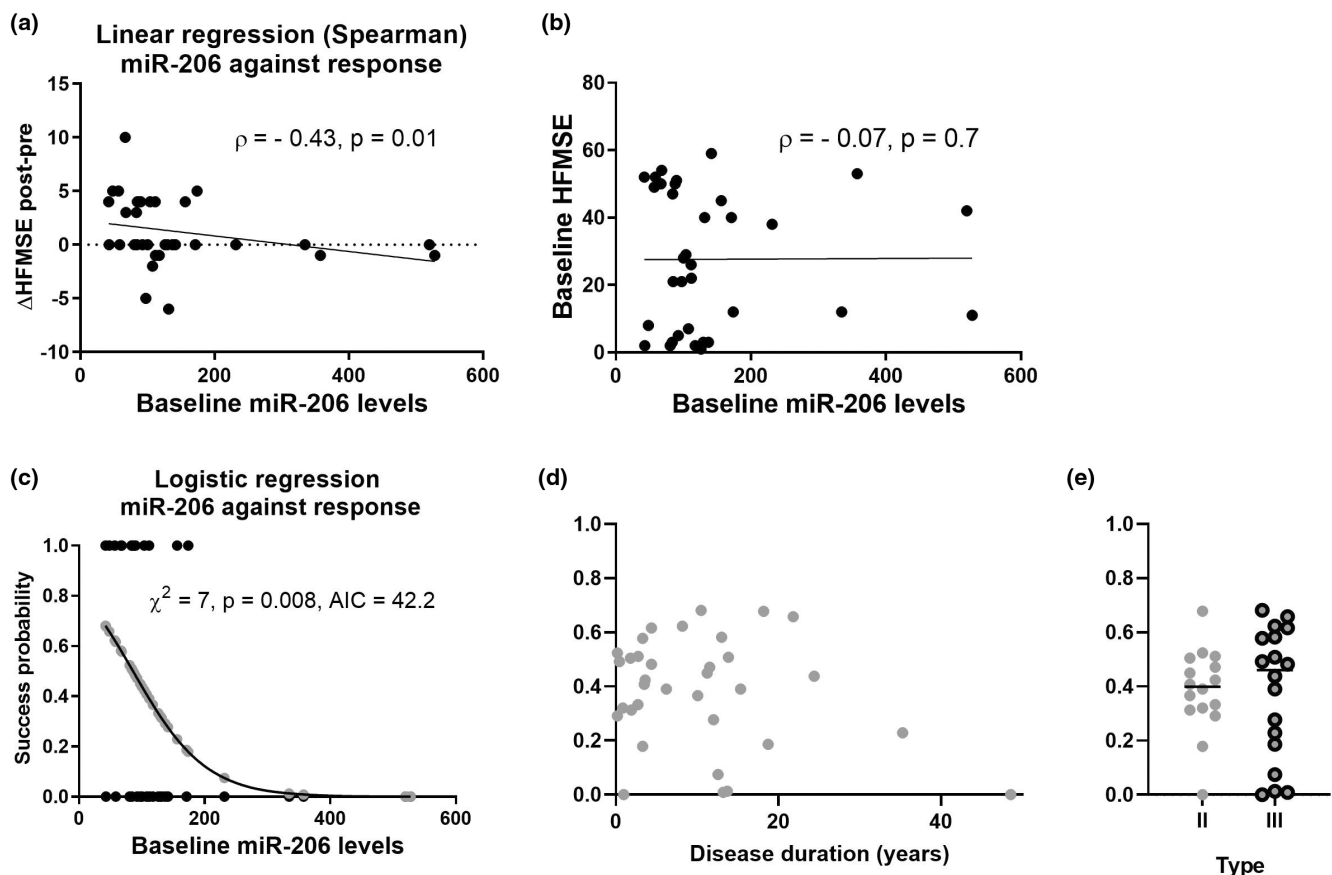 (a)
Linear regression (Spearman)
miR-206 against response
ΔHFMSE post-pre
15
10
5
0
-5
-10
ρ = - 0.43, p = 0.01
0 200 400 600
Baseline miR-206 levels
(b)
Baseline HFMSE
80
60
40
20
0
ρ = - 0.07, p = 0.7
0 200 400 600
Baseline miR-206 levels
(c)
Logistic regression
miR-206 against response
Success probability
1.0
0.8
0.6
0.4
0.2
0.0
χ² = 7, p = 0.008, AIC = 42.2
0 200 400 600
Baseline miR-206 levels
(d)
1.0
0.8
0.6
0.4
0.2
0.0
0 20 40
Disease duration (years)
(e)
1.0
0.8
0.6
0.4
0.2
0.0
II III
Type